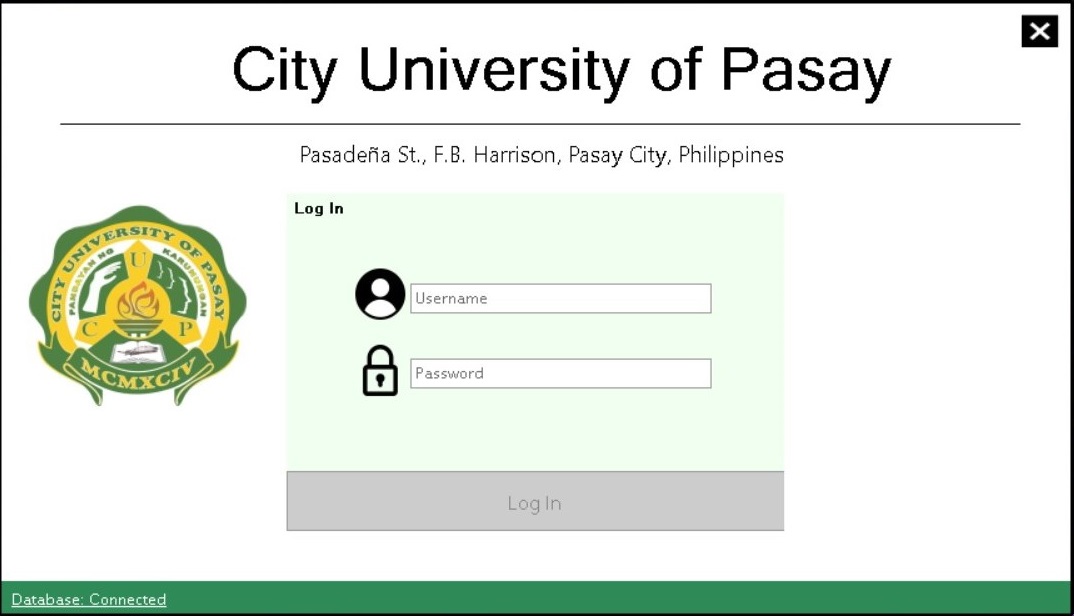 City University of Pasay
Pasadeña St., F.B. Harrison, Pasay City, Philippines
Log In
CITY UNIVERSITY OF PASAY
PAMBAYAN NG KARUNUNGAN
U
C P
MCMXCIV
Username
Password
Log In
Database: Connected